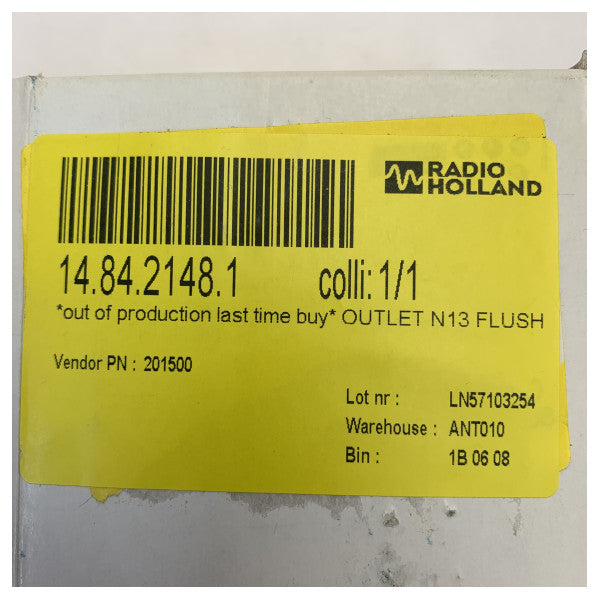 RADIO
HOLLAND
14.84.2148.1 colli: 1/1
*out of production last time buy* OUTLET N13 FLUSH
Vendor PN : 201500
Lot nr : LN57103254
Warehouse : ANT010
Bin : 1B 06 08